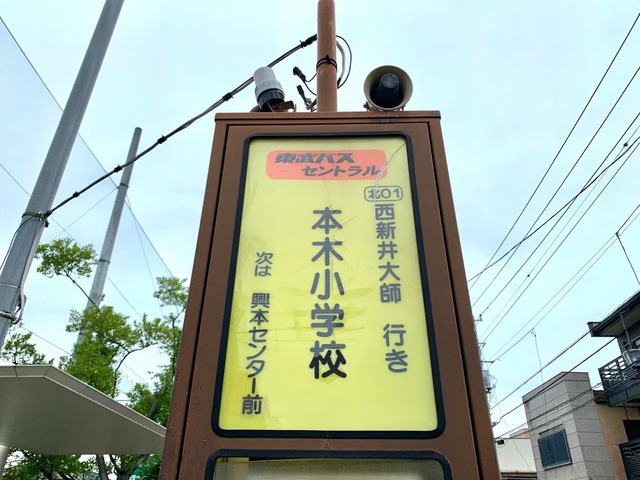 東武バス
セントラル
北01
西新井大師 行き
本木小学校
次は 興本センター前